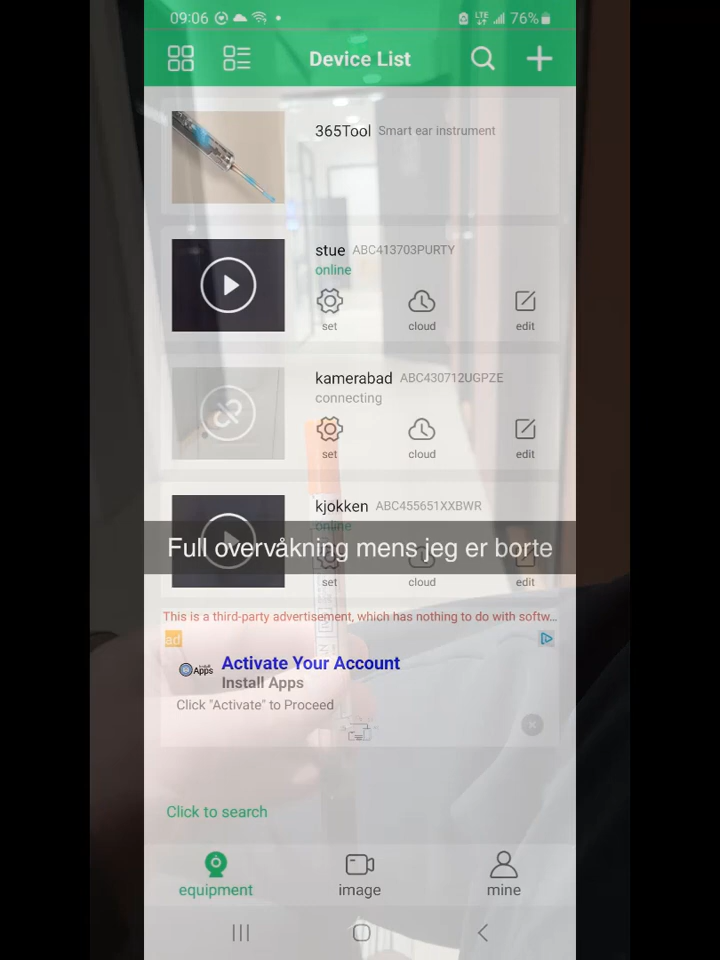 09:06 LTE 76%
Device List
365Tool Smart ear instrument
stue ABC413703PURTY
online
set cloud edit
kamerabad ABC430712UGPZE
connecting
set cloud edit
kjokken ABC455651XXBWR
online
Full overvåkning mens jeg er borte
set cloud edit
This is a third-party advertisement, which has nothing to do with softw...
ad
Apps Activate Your Account
Install Apps
Click "Activate" to Proceed
Click to search
equipment image mine